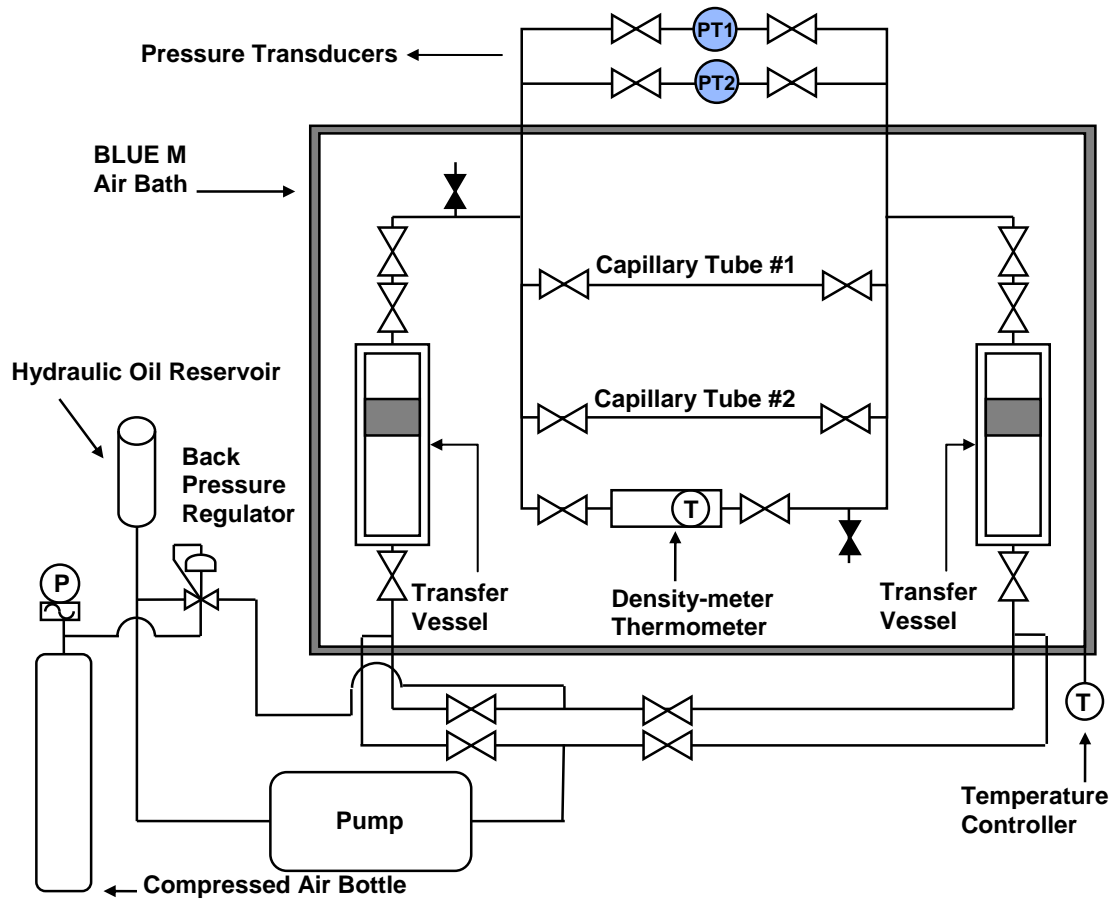 PT1
Pressure Transducers
PT2
BLUE M
Air Bath
Capillary Tube #1
Hydraulic Oil Reservoir
Capillary Tube #2
Back
Pressure
Regulator
T
P
Transfer
Vessel
Density-meter
Thermometer
Transfer
Vessel
T
Pump
Temperature
Controller
Compressed Air Bottle